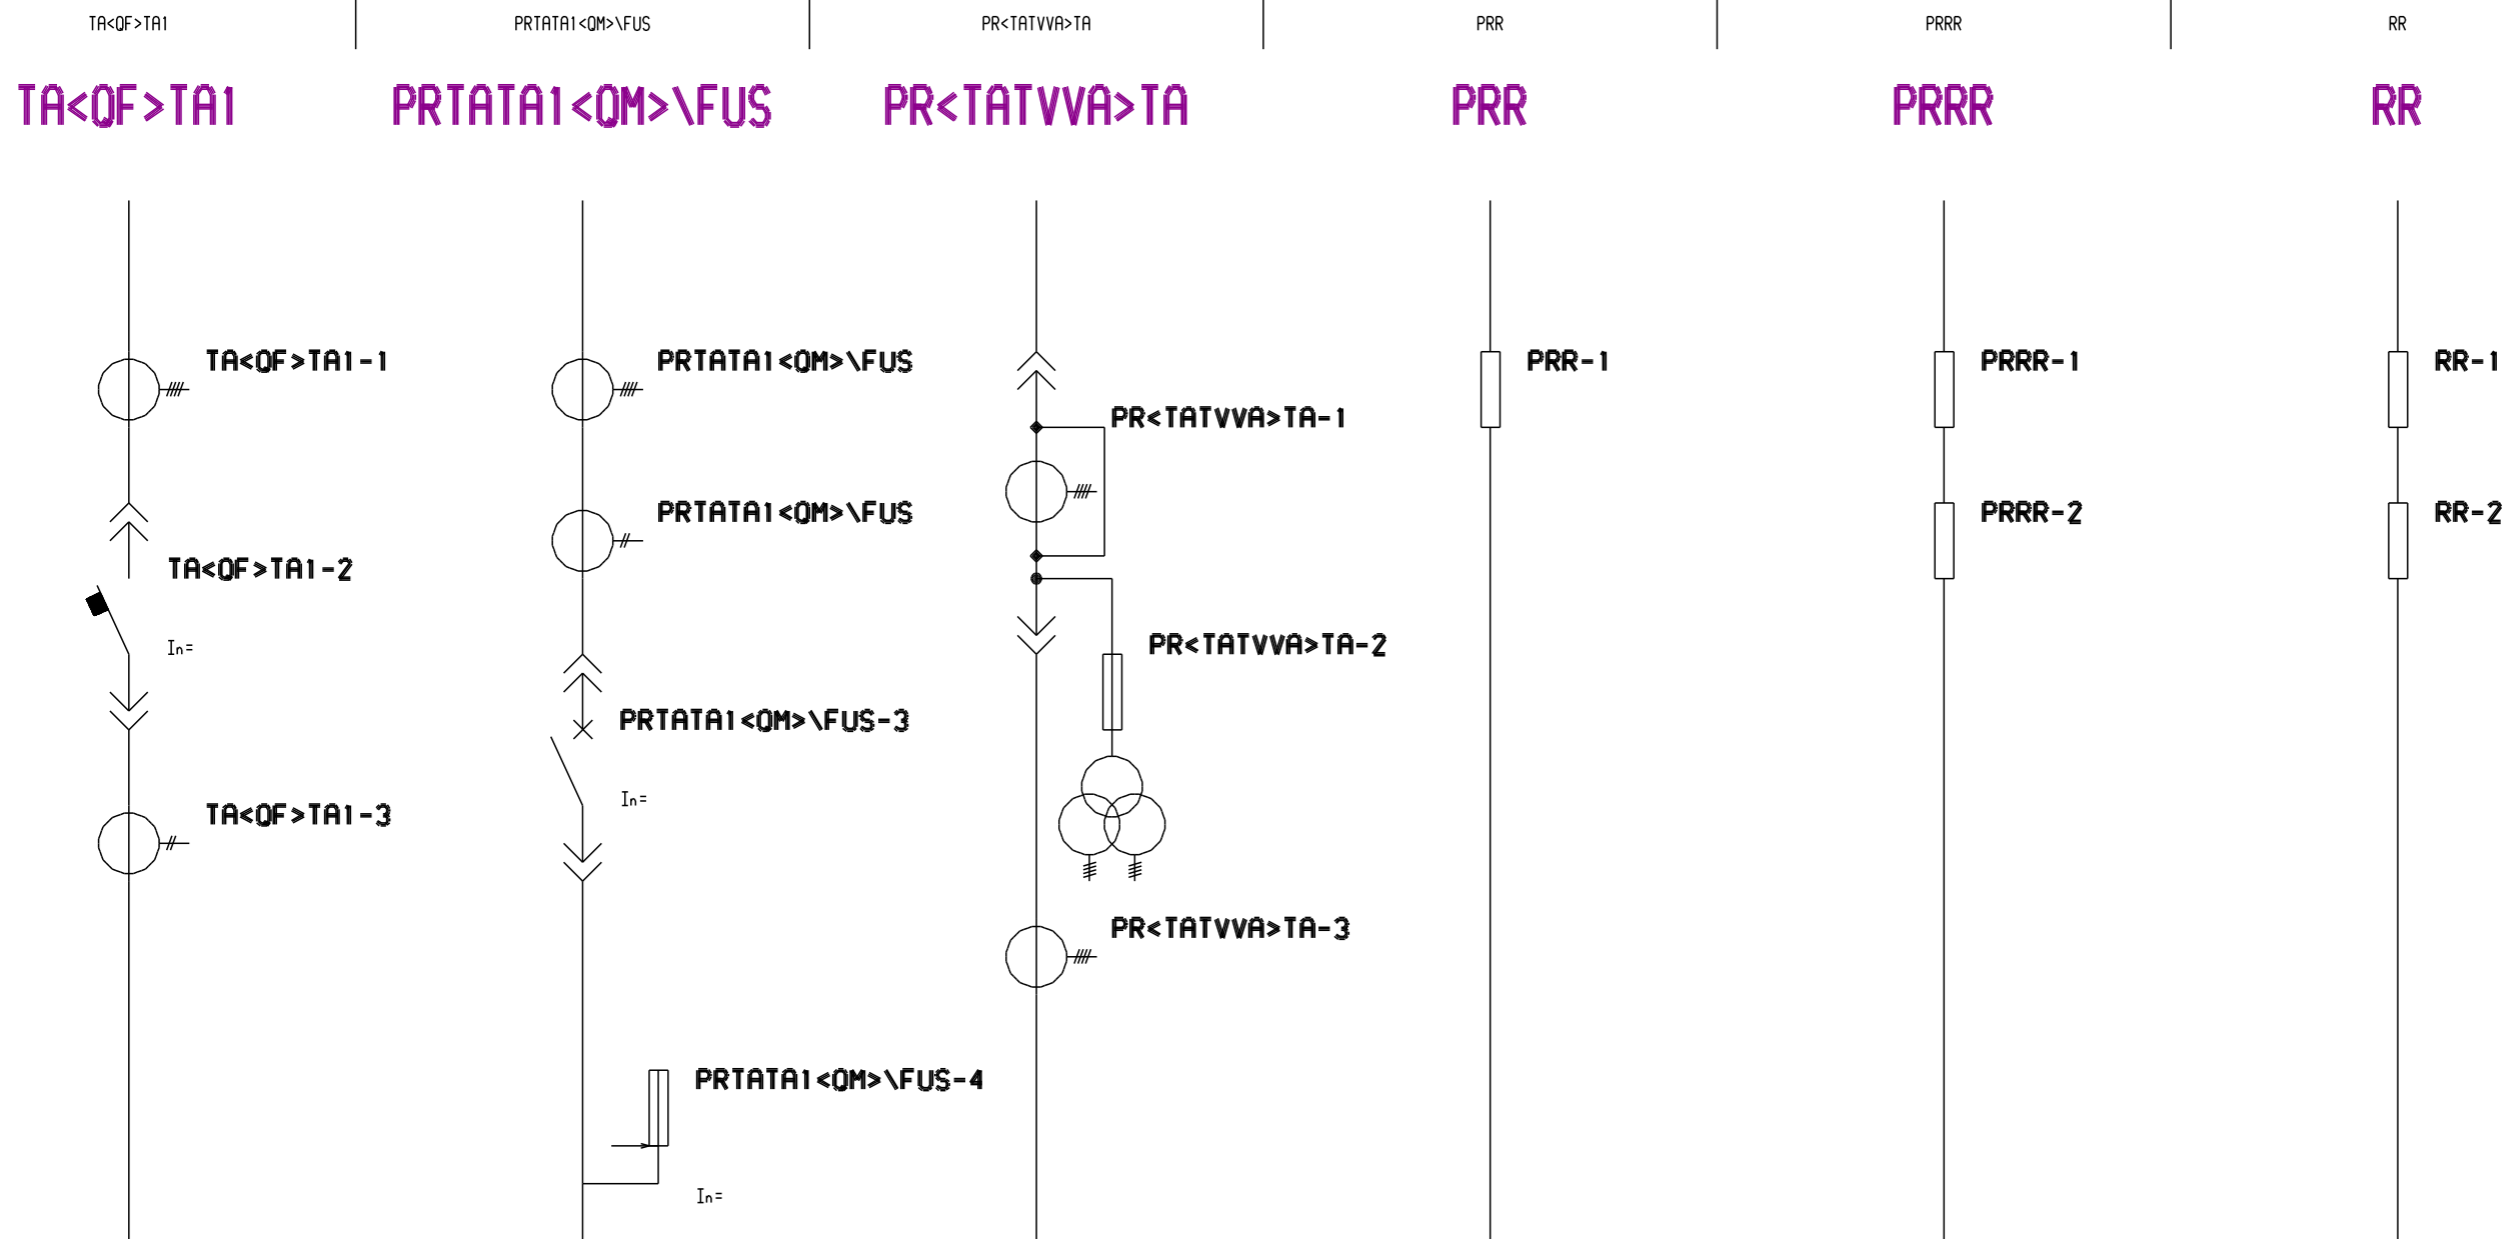 TA<QF>TA1
PRTATA1<QM>\FUS
PR<TATVVA>TA
PRR
PRRR
RR
TA<QF>TA1
PRTATA1<QM>\FUS
PR<TATVVA>TA
PRR
PRRR
RR
TA<QF>TA1-1
PRTATA1<QM>\FUS
PRR-1
PRRR-1
RR-1
PR<TATVVA>TA-1
PRTATA1<QM>\FUS
PRRR-2
RR-2
TA<QF>TA1-2
In=
PR<TATVVA>TA-2
PRTATA1<QM>\FUS-3
In=
TA<QF>TA1-3
PR<TATVVA>TA-3
PRTATA1<QM>\FUS-4
In=